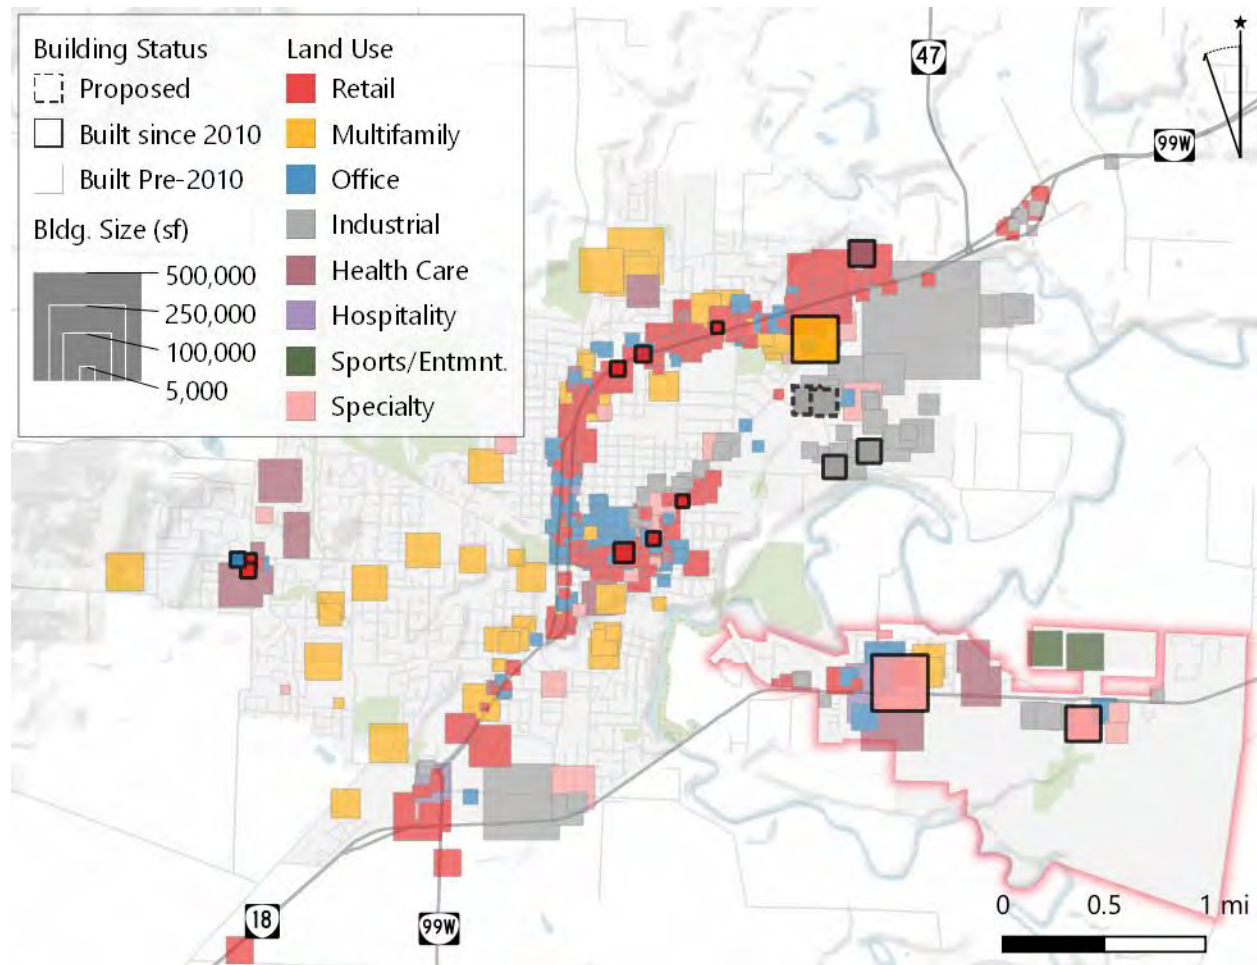 Building Status
Proposed
Built since 2010
Built Pre-2010
Bldg. Size (sf)
500,000
250,000
100,000
5,000
Land Use
Retail
Multifamily
Office
Industrial
Health Care
Hospitality
Sports/Entmnt.
Specialty
47
99W
18
99W
0 0.5 1 mi